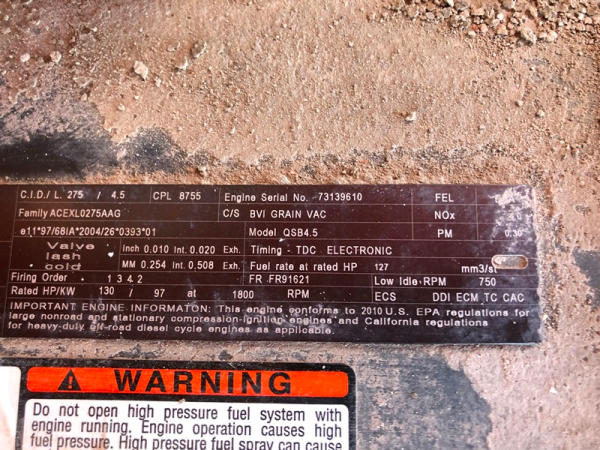 C.I.D./ L. 275 / 4.5 CPL 8755 Engine Serial No. 73139610 FEL
Family ACEXL0275AAG C/S BVI GRAIN VAC NOx
e11*97/68IA*2004/26*0393*01 Model QSB4.5 PM 0.30
Valve lash cold Inch 0.010 Int. 0.020 Exh. Timing - TDC ELECTRONIC
MM 0.254 Int. 0.508 Exh. Fuel rate at rated HP 127 mm3/st
Firing Order 1 3 4 2 FR FR91621 Low Idle RPM 750
Rated HP/KW 130 / 97 at 1800 RPM ECS DDI ECM TC CAC
IMPORTANT ENGINE INFORMATON: This engine conforms to 2010 U.S. EPA regulations for
large nonroad and stationary compression-ignition engines and California regulations
for heavy-duty off-road diesel cycle engines as applicable.
WARNING
Do not open high pressure fuel system with
engine running. Engine operation causes high
fuel pressure. High pressure fuel spray can cause